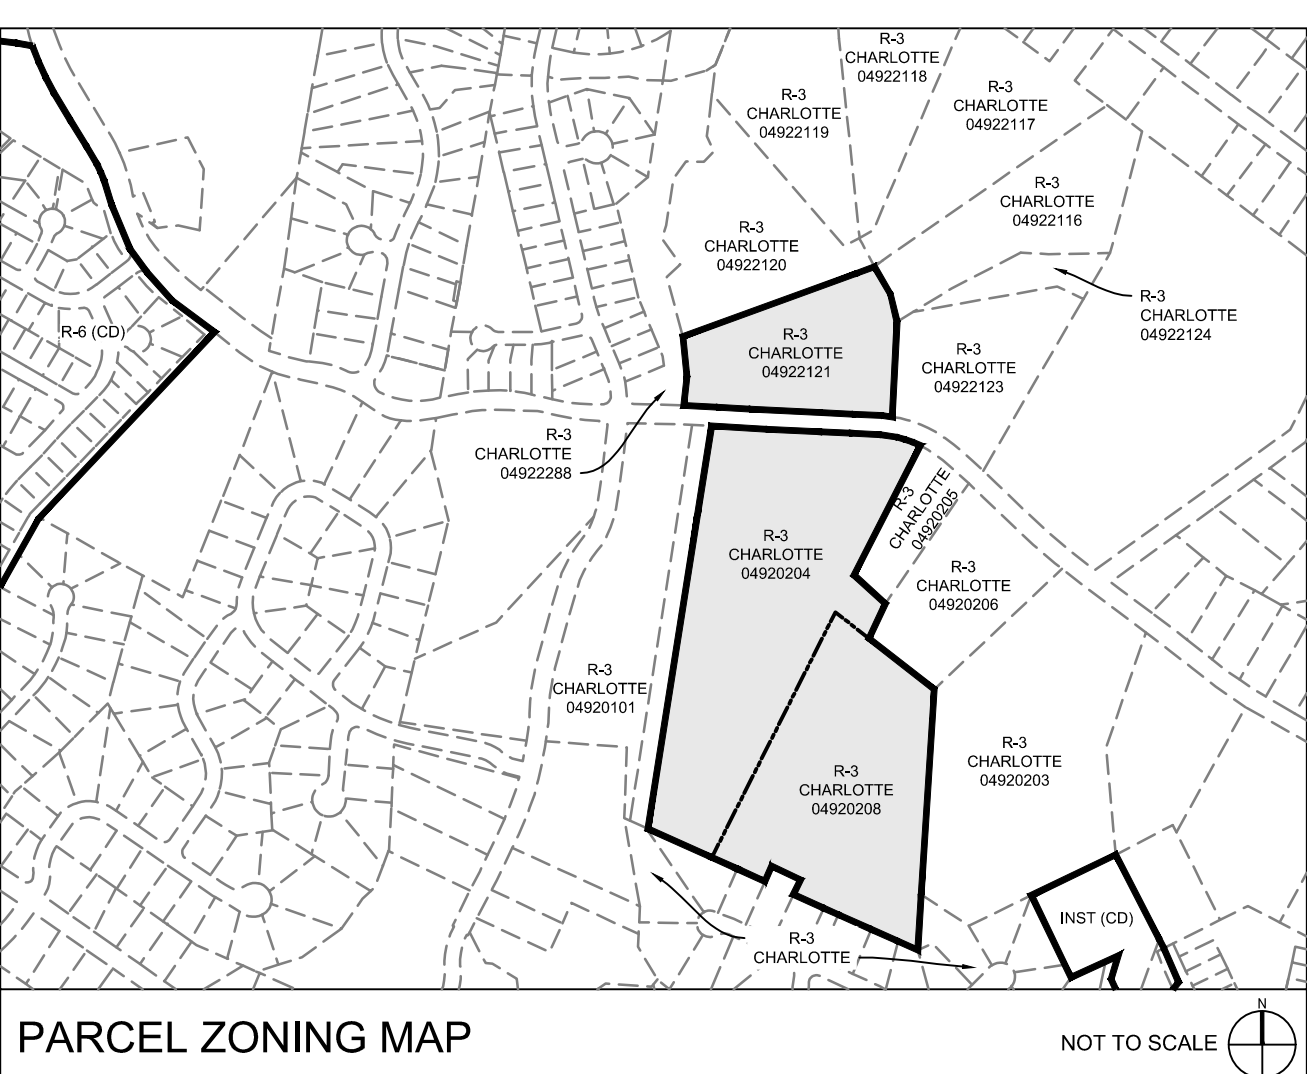 R-3
CHARLOTTE
04922118
R-3
CHARLOTTE
04922119
R-3
CHARLOTTE
04922117
R-3
CHARLOTTE
04922116
R-3
CHARLOTTE
04922120
R-3
CHARLOTTE
04922124
R-6 (CD)
R-3
CHARLOTTE
04922121
R-3
CHARLOTTE
04922123
R-3
CHARLOTTE
04922288
R-3
CHARLOTTE
04920205
R-3
CHARLOTTE
04920204
R-3
CHARLOTTE
04920206
R-3
CHARLOTTE
04920101
R-3
CHARLOTTE
04920203
R-3
CHARLOTTE
04920208
INST (CD)
R-3
CHARLOTTE
PARCEL ZONING MAP
NOT TO SCALE
N